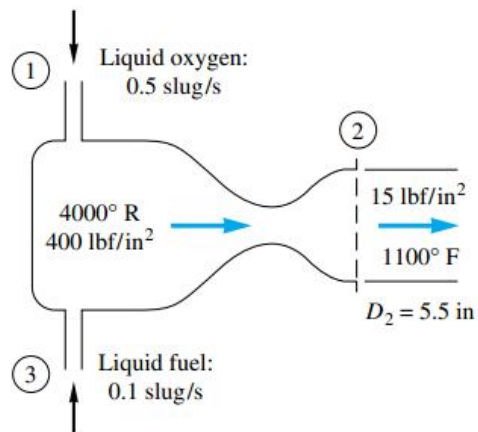 1
Liquid oxygen:
0.5 slug/s
2
4000° R
400 lbf/in²
15 lbf/in²
1100° F
D₂ = 5.5 in
3
Liquid fuel:
0.1 slug/s